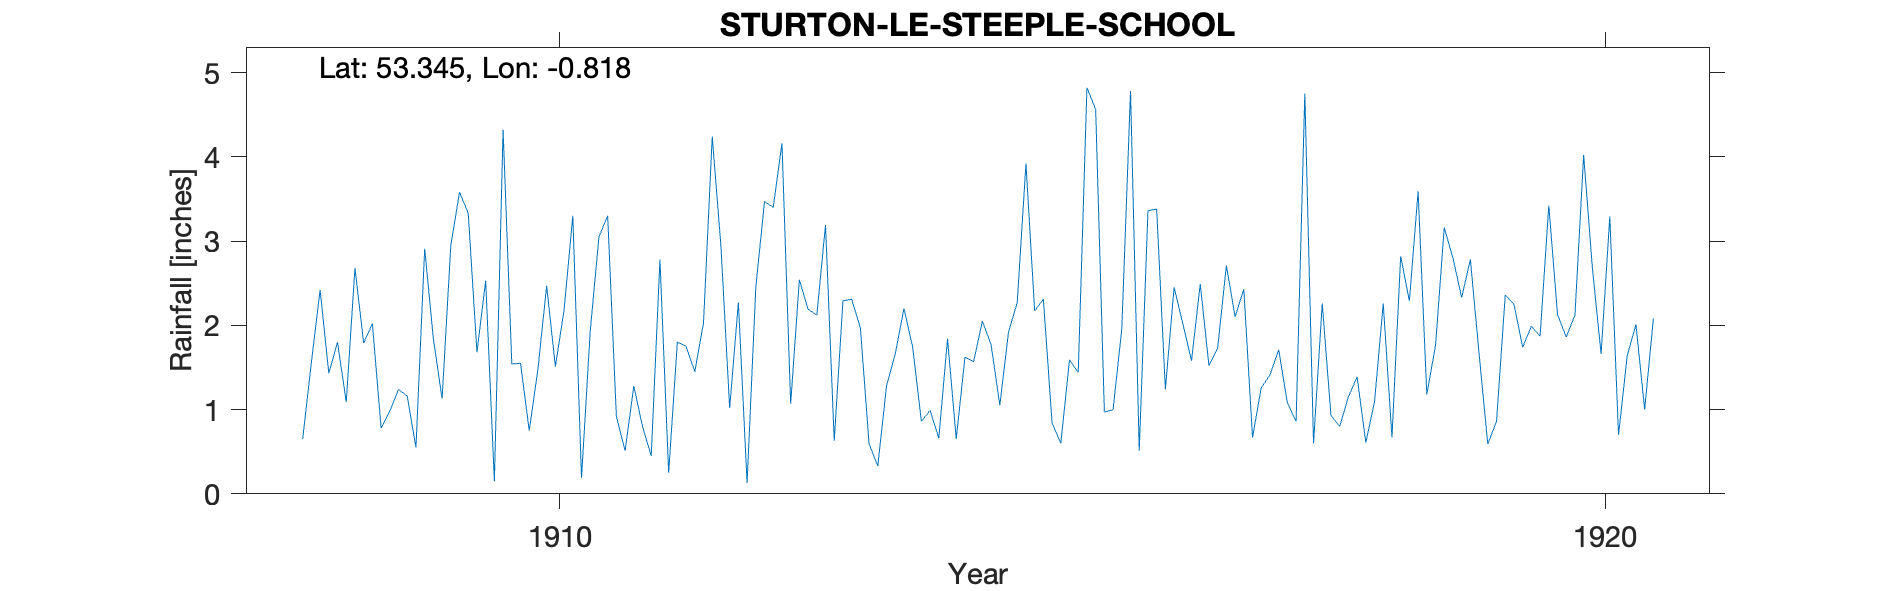 STURTON-LE-STEEPLE-SCHOOL
Lat: 53.345, Lon: -0.818
5
4
3
2
1
0
Rainfall [inches]
1910
1920
Year